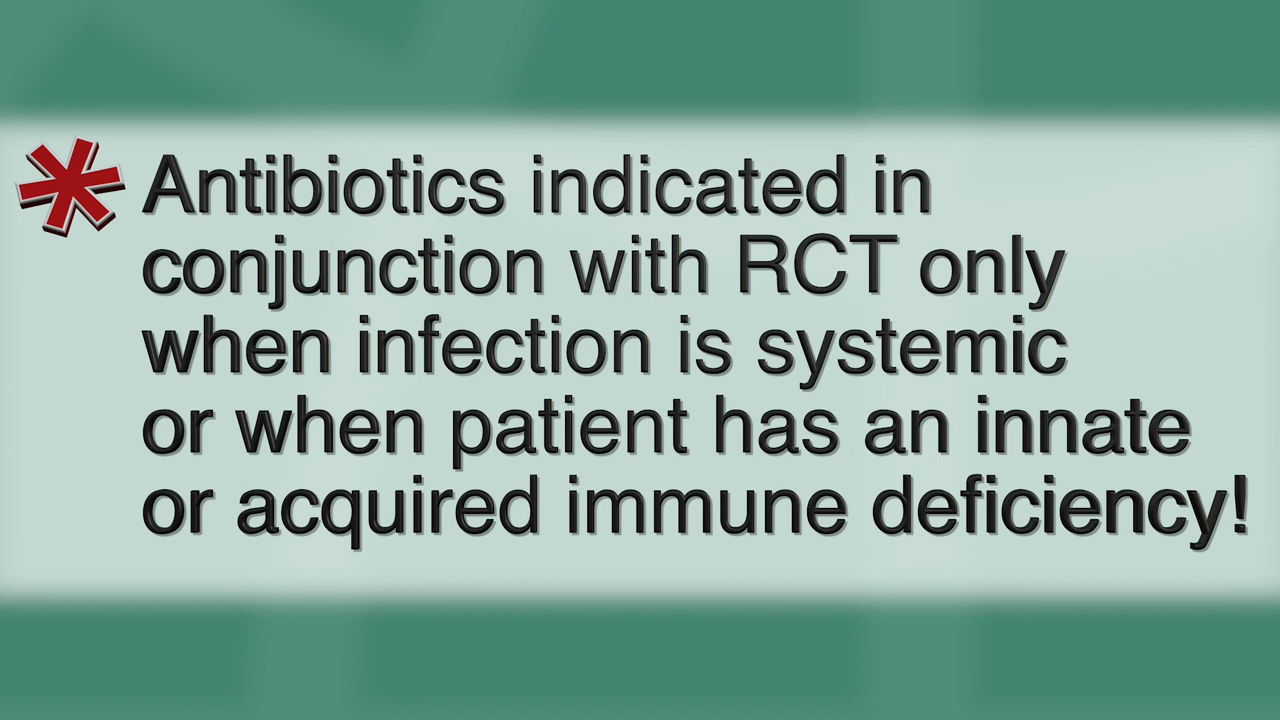 * Antibiotics indicated in
conjunction with RCT only
when infection is systemic
or when patient has an innate
or acquired immune deficiency!